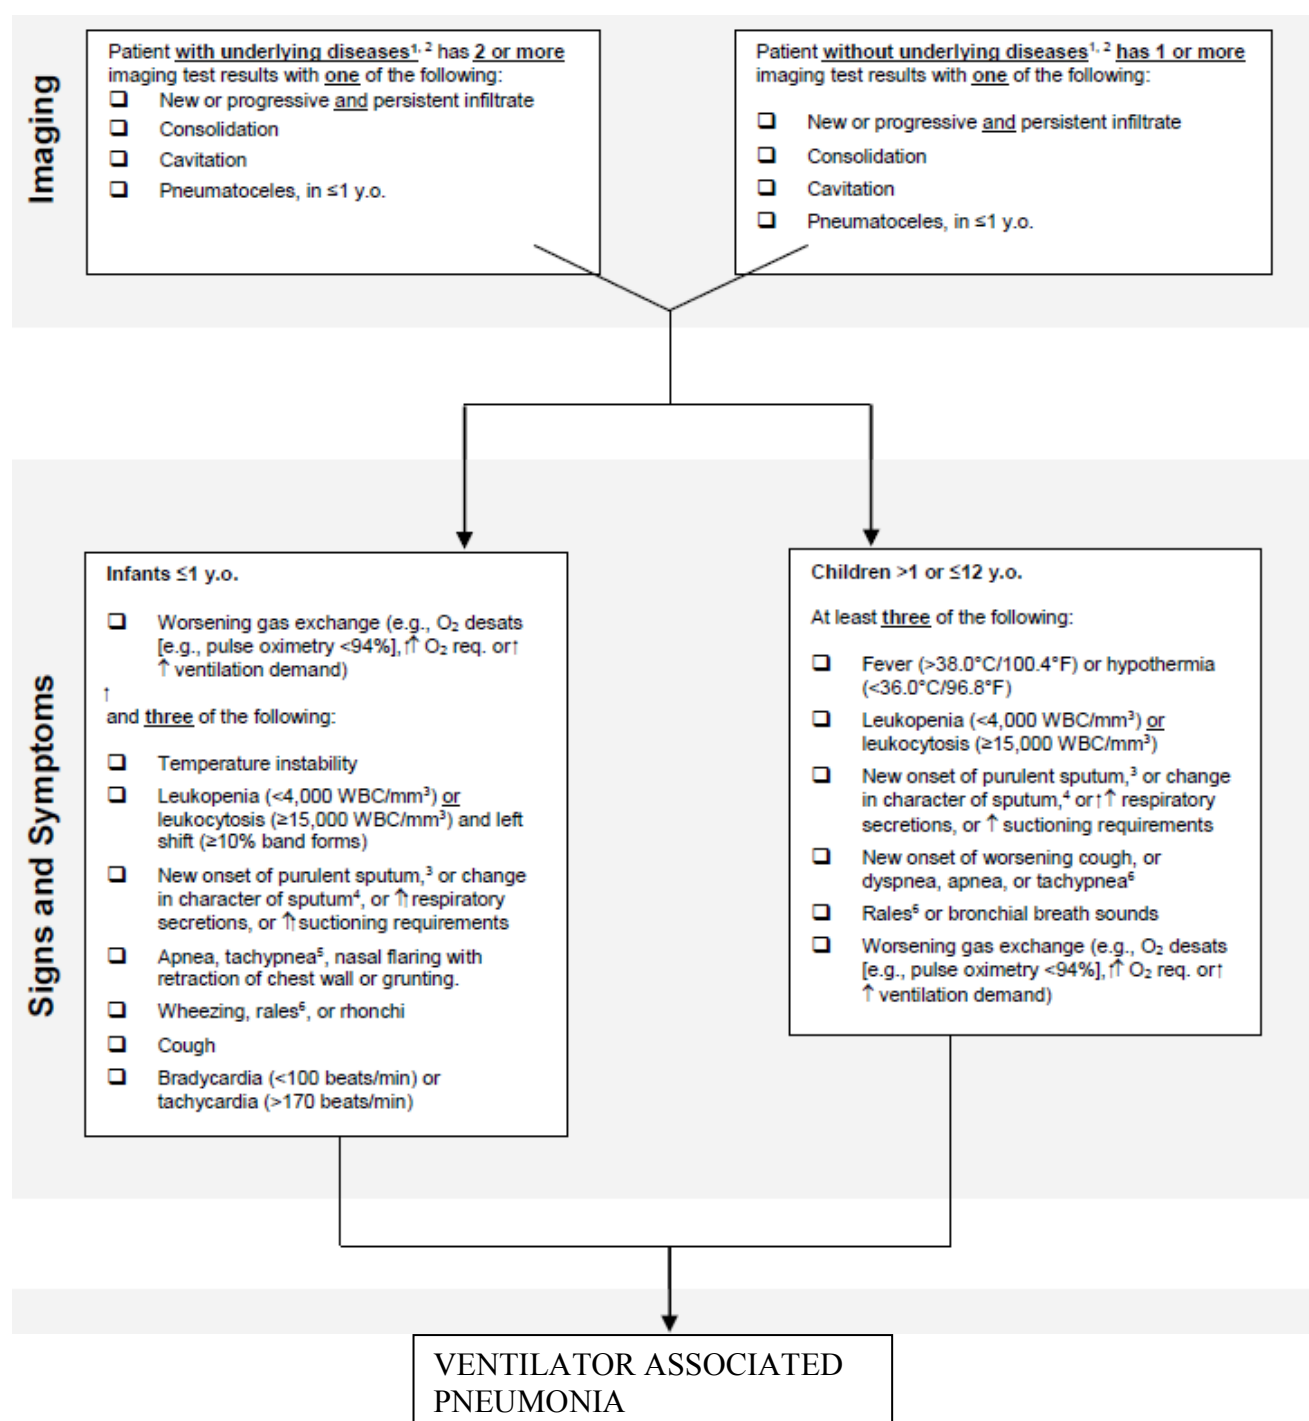 Imaging
Patient with underlying diseases¹, ² has 2 or more
imaging test results with one of the following:
❑ New or progressive and persistent infiltrate
❑ Consolidation
❑ Cavitation
❑ Pneumatoceles, in ≤1 y.o.
Patient without underlying diseases¹, ² has 1 or more
imaging test results with one of the following:
❑ New or progressive and persistent infiltrate
❑ Consolidation
❑ Cavitation
❑ Pneumatoceles, in ≤1 y.o.
Signs and Symptoms
Infants ≤1 y.o.
❑ Worsening gas exchange (e.g., O₂ desats
[e.g., pulse oximetry <94%],↑↑ O₂ req. or↑
↑ ventilation demand)
↑
and three of the following:
❑ Temperature instability
❑ Leukopenia (<4,000 WBC/mm³) or
leukocytosis (≥15,000 WBC/mm³) and left
shift (≥10% band forms)
❑ New onset of purulent sputum,³ or change
in character of sputum⁴, or ↑↑ respiratory
secretions, or ↑↑ suctioning requirements
❑ Apnea, tachypnea⁵, nasal flaring with
retraction of chest wall or grunting.
❑ Wheezing, rales⁶, or rhonchi
❑ Cough
❑ Bradycardia (<100 beats/min) or
tachycardia (>170 beats/min)
Children >1 or ≤12 y.o.
At least three of the following:
❑ Fever (>38.0°C/100.4°F) or hypothermia
(<36.0°C/96.8°F)
❑ Leukopenia (<4,000 WBC/mm³) or
leukocytosis (≥15,000 WBC/mm³)
❑ New onset of purulent sputum,³ or change
in character of sputum,⁴ or↑↑ respiratory
secretions, or ↑ suctioning requirements
❑ New onset of worsening cough, or
dyspnea, apnea, or tachypnea⁵
❑ Rales⁶ or bronchial breath sounds
❑ Worsening gas exchange (e.g., O₂ desats
[e.g., pulse oximetry <94%],↑↑ O₂ req. or↑
↑ ventilation demand)
VENTILATOR ASSOCIATED
PNEUMONIA